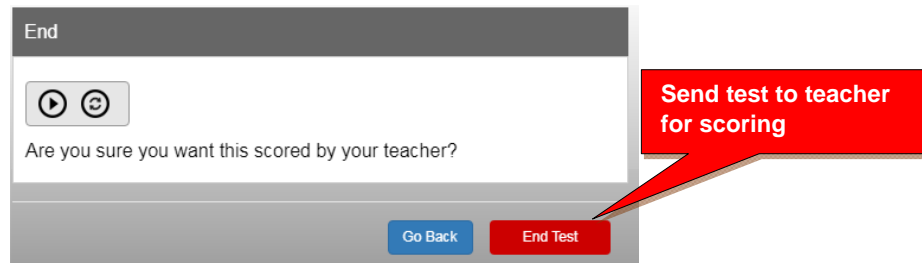 End
Are you sure you want this scored by your teacher?
Send test to teacher
for scoring
Go Back
End Test